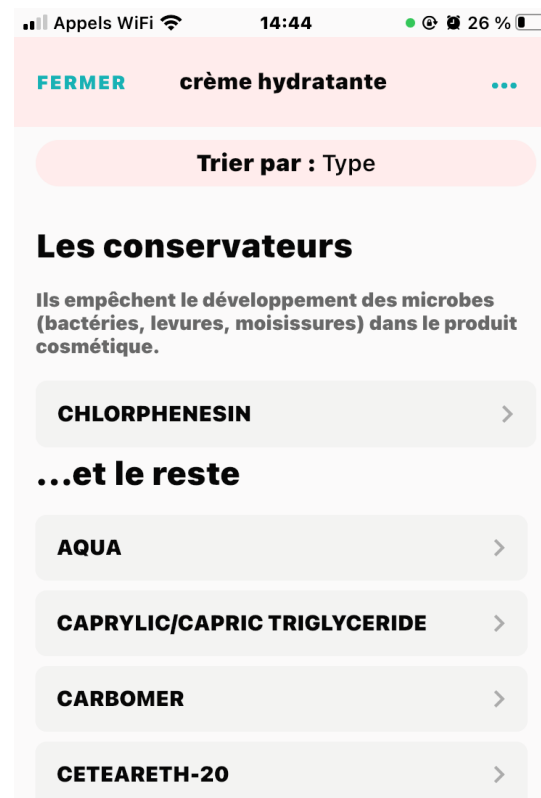 Appels WiFi 14:44 26 %
FERMER crème hydratante ...
Trier par : Type
Les conservateurs
Ils empêchent le développement des microbes
(bactéries, levures, moisissures) dans le produit
cosmétique.
CHLORPHENESIN
...et le reste
AQUA
CAPRYLIC/CAPRIC TRIGLYCERIDE
CARBOMER
CETEARETH-20